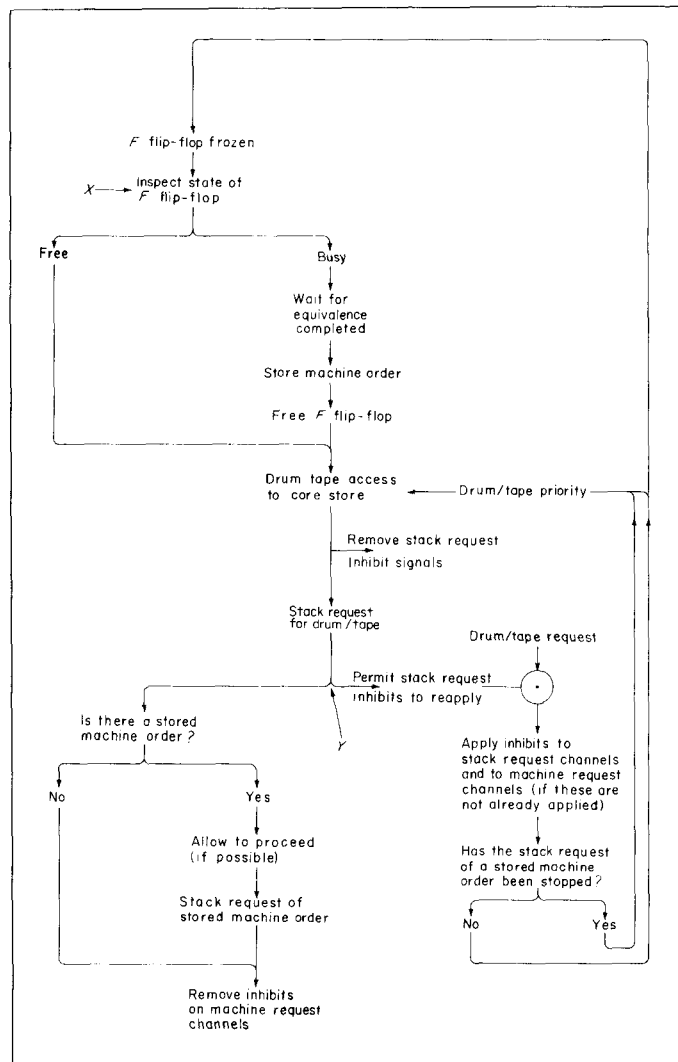 F flip-flop frozen
X
Inspect state of
F flip-flop
Free
Busy
Wait for
equivalence
completed
Store machine order
Free F flip-flop
Drum tape access
to core store
Drum/tape priority
Remove stack request
Inhibit signals
Stack request
for drum/tape
Drum/tape request
Permit stack request
inhibits to reapply
Y
Is there a stored
machine order?
No
Yes
Allow to proceed
(if possible)
Stack request of
stored machine order
Remove inhibits
on machine request
channels
Apply inhibits to
stack request channels
and to machine request
channels (if these are
not already applied)
Has the stack request
of a stored machine
order been stopped?
No
Yes